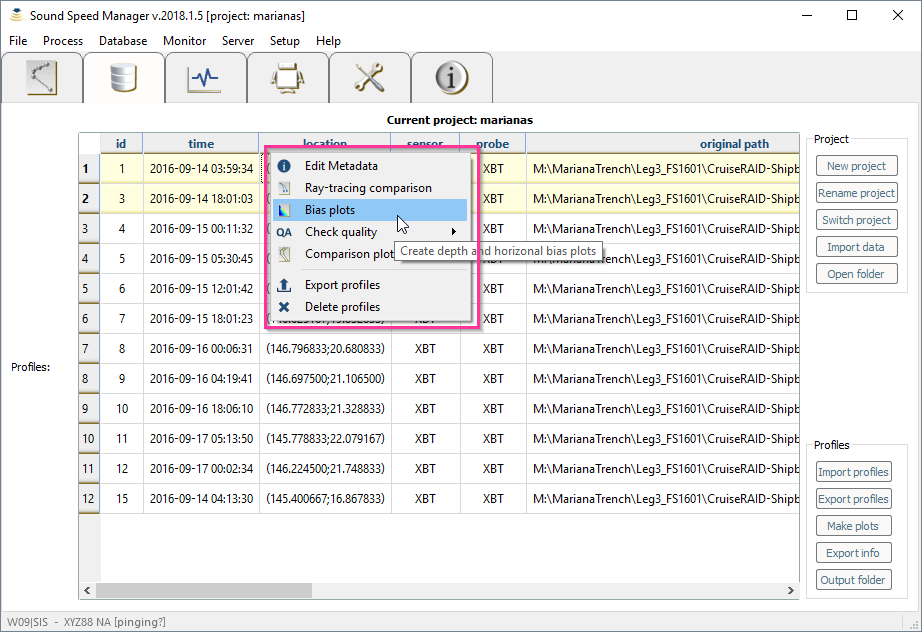 Sound Speed Manager v.2018.1.5 [project: marianas]
File Process Database Monitor Server Setup Help
Current project: marianas
id time location sensor probe original path
1 1 2016-09-14 03:59:34 XBT M:\MarianaTrench\Leg3_FS1601\CruiseRAID-Shipb
2 3 2016-09-14 18:01:03 XBT M:\MarianaTrench\Leg3_FS1601\CruiseRAID-Shipb
3 4 2016-09-15 00:11:32 XBT M:\MarianaTrench\Leg3_FS1601\CruiseRAID-Shipb
4 5 2016-09-15 05:30:45 M:\MarianaTrench\Leg3_FS1601\CruiseRAID-Shipb
5 6 2016-09-15 12:01:42 XBT M:\MarianaTrench\Leg3_FS1601\CruiseRAID-Shipb
6 7 2016-09-15 18:01:23 XBT XBT M:\MarianaTrench\Leg3_FS1601\CruiseRAID-Shipb
7 8 2016-09-16 00:06:31 (146.796833;20.680833) XBT XBT M:\MarianaTrench\Leg3_FS1601\CruiseRAID-Shipb
8 9 2016-09-16 04:19:41 (146.697500;21.106500) XBT XBT M:\MarianaTrench\Leg3_FS1601\CruiseRAID-Shipb
9 10 2016-09-16 18:06:10 (146.772833;21.328833) XBT XBT M:\MarianaTrench\Leg3_FS1601\CruiseRAID-Shipb
10 11 2016-09-17 05:13:50 (145.778833;22.079167) XBT XBT M:\MarianaTrench\Leg3_FS1601\CruiseRAID-Shipb
11 12 2016-09-17 00:02:34 (146.224500;21.748833) XBT XBT M:\MarianaTrench\Leg3_FS1601\CruiseRAID-Shipb
12 15 2016-09-14 04:13:30 (145.400667;16.867833) XBT XBT M:\MarianaTrench\Leg3_FS1601\CruiseRAID-Shipb
Edit Metadata
Ray-tracing comparison
Bias plots
QA Check quality
Comparison plot
Create depth and horizonal bias plots
Export profiles
Delete profiles
Profiles:
Project
New project
Rename project
Switch project
Import data
Open folder
Profiles
Import profiles
Export profiles
Make plots
Export info
Output folder
W09|SIS - XYZ88 NA [pinging?]